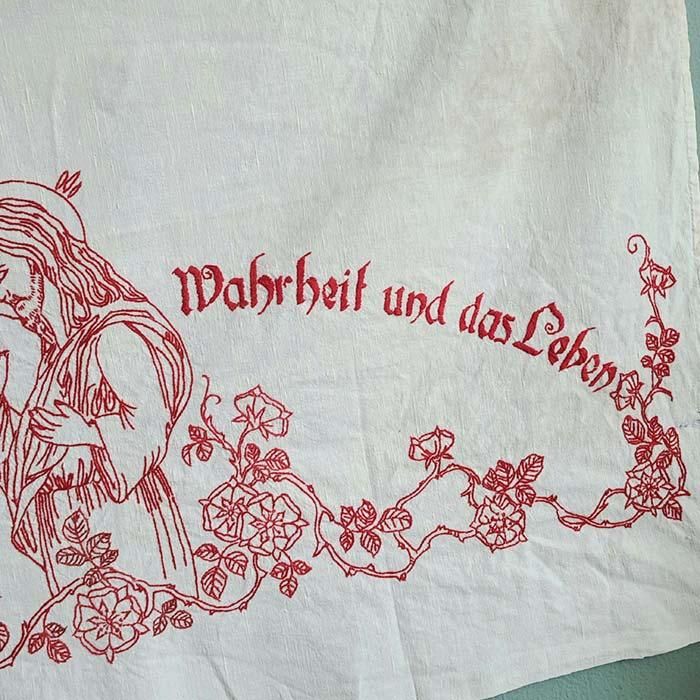 Wahrheit und das Leben